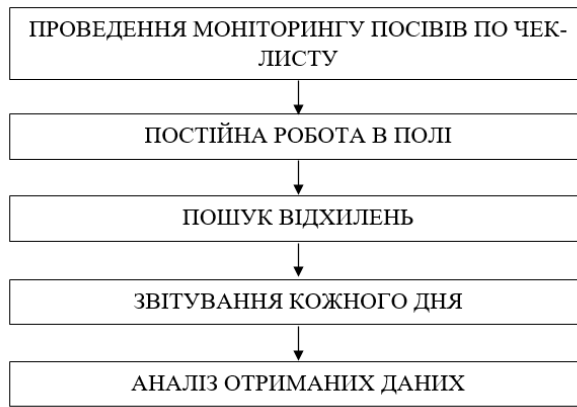 ПРОВЕДЕННЯ МОНІТОРИНГУ ПОСІВІВ ПО ЧЕК-
ЛИСТУ
ПОСТІЙНА РОБОТА В ПОЛІ
ПОШУК ВІДХИЛЕНЬ
ЗВІТУВАННЯ КОЖНОГО ДНЯ
АНАЛІЗ ОТРИМАНИХ ДАНИХ